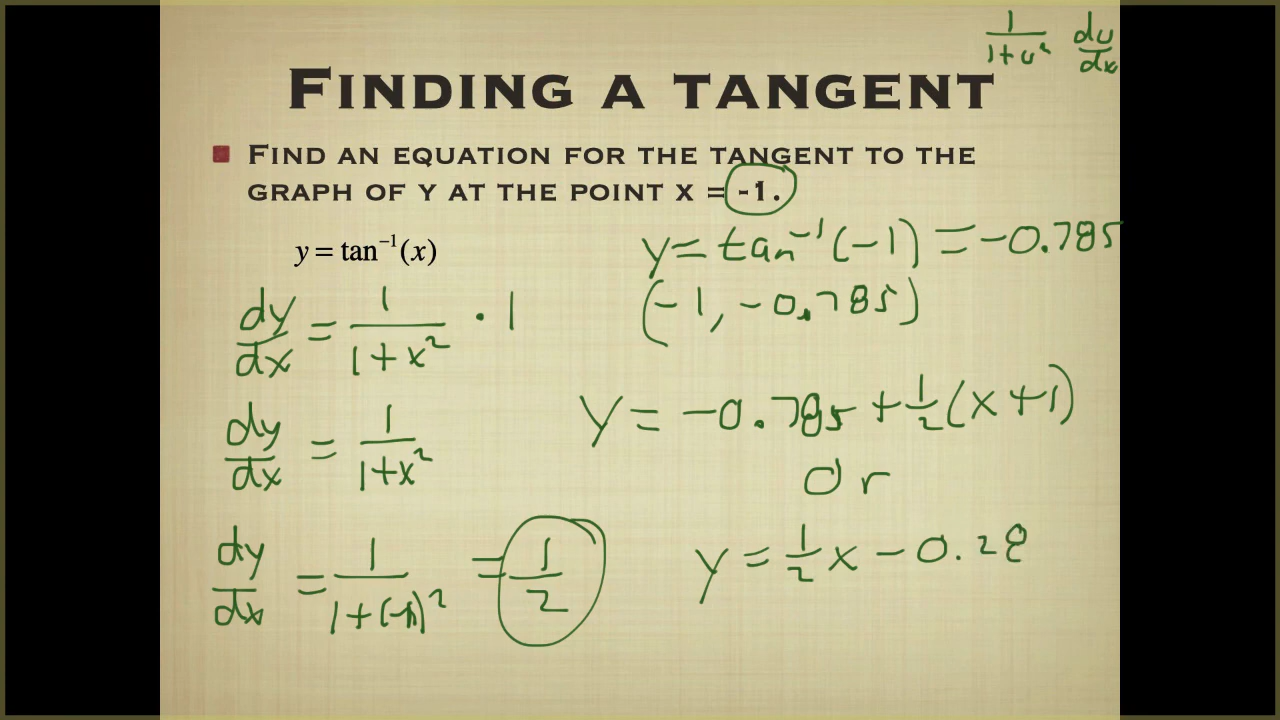 1/(1+u²) du/dx
FINDING A TANGENT
FIND AN EQUATION FOR THE TANGENT TO THE
GRAPH OF Y AT THE POINT X = -1.
y = tan⁻¹(x)
dy/dx = 1/(1+x²) · 1
dy/dx = 1/(1+x²)
dy/dx = 1/(1+(-1)²) = 1/2
y = tan⁻¹(-1) = -0.785
(-1, -0.785)
y = -0.785 + 1/2(x+1)
or
y = 1/2x - 0.28